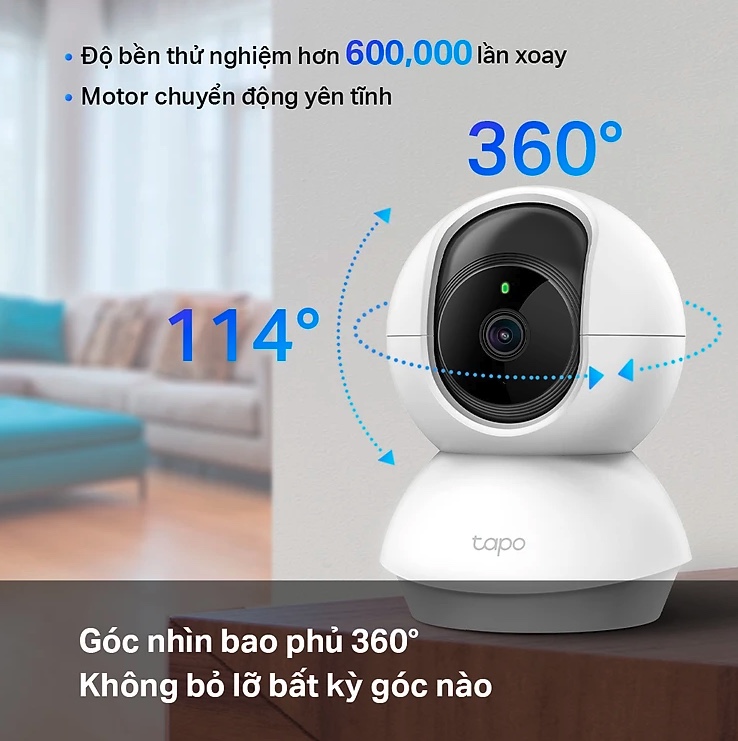 • Độ bền thử nghiệm hơn 600,000 lần xoay
• Motor chuyển động yên tĩnh
360°
114°
tapo
Góc nhìn bao phủ 360°
Không bỏ lỡ bất kỳ góc nào